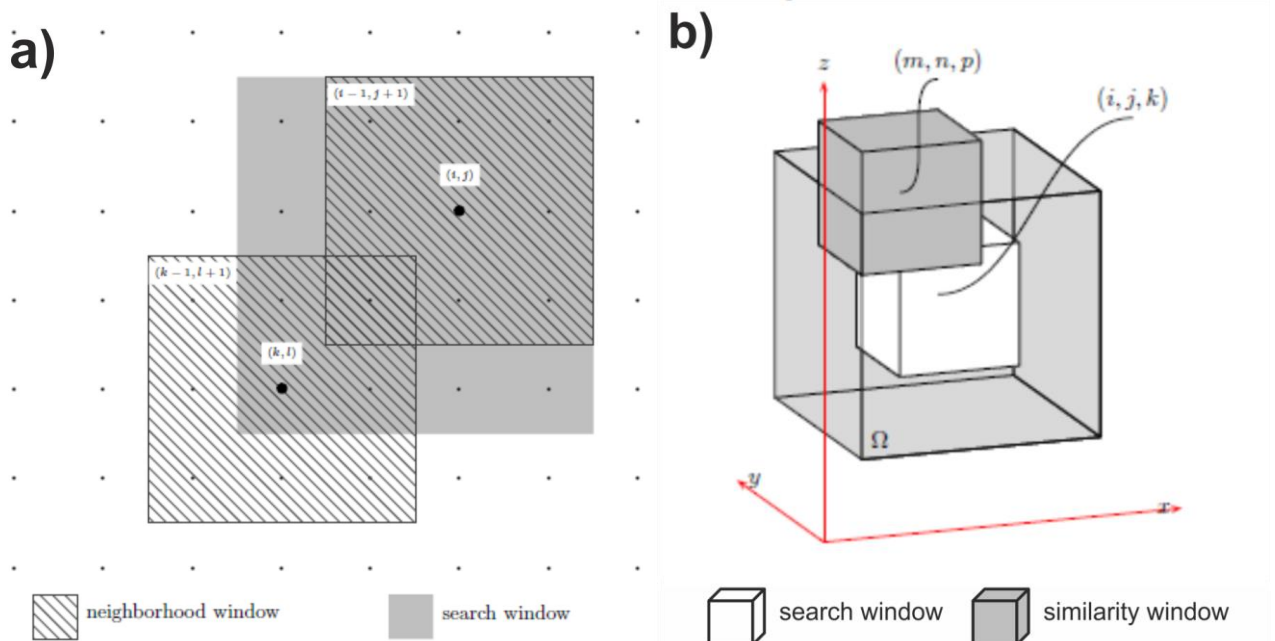 a)
(i − 1, j + 1)
(i, j)
(k − 1, l + 1)
(k, l)
neighborhood window
search window
b)
z
(m, n, p)
(i, j, k)
Ω
y
x
search window
similarity window